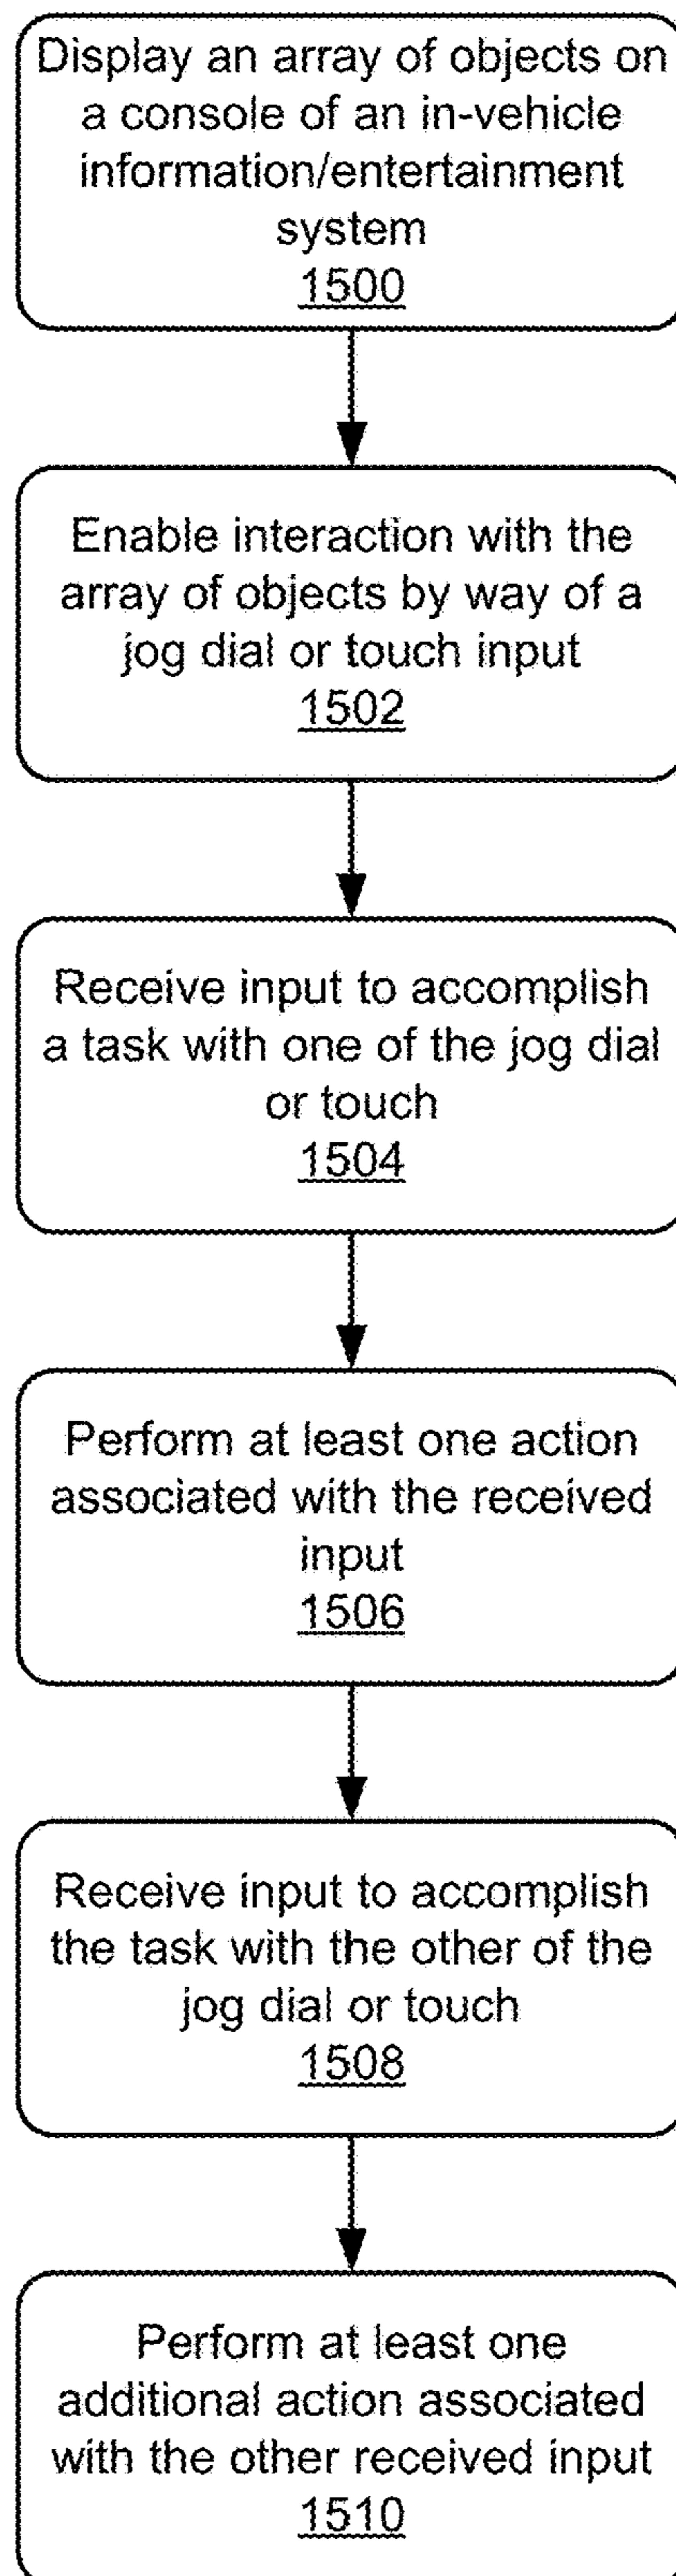 Display an array of objects on
a console of an in-vehicle
information/entertainment
system
1500
Enable interaction with the
array of objects by way of a
jog dial or touch input
1502
Receive input to accomplish
a task with one of the jog dial
or touch
1504
Perform at least one action
associated with the received
input
1506
Receive input to accomplish
the task with the other of the
jog dial or touch
1508
Perform at least one
additional action associated
with the other received input
1510